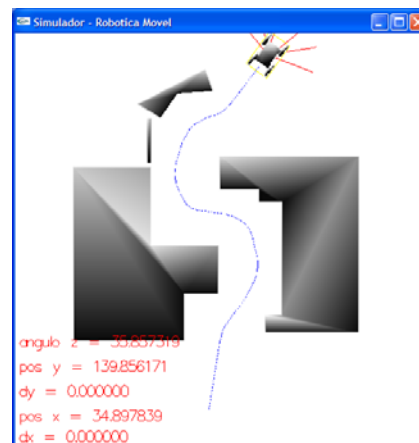 Simulador - Robotica Movel
angulo z = 35.857319
pos y = 139.856171
dy = 0.000000
pos x = 34.897839
dx = 0.000000